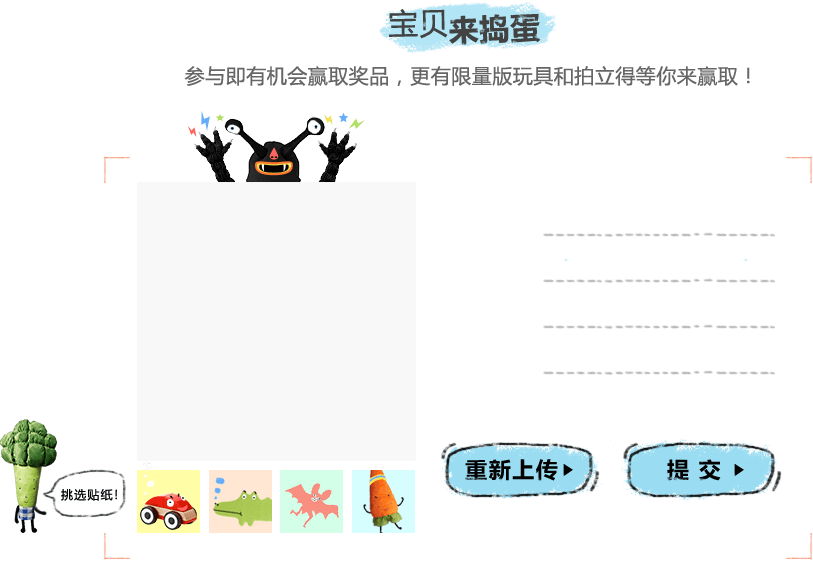 宝贝来捣蛋
参与即有机会赢取奖品，更有限量版玩具和拍立得等你来赢取！
挑选贴纸!
重新上传
提 交